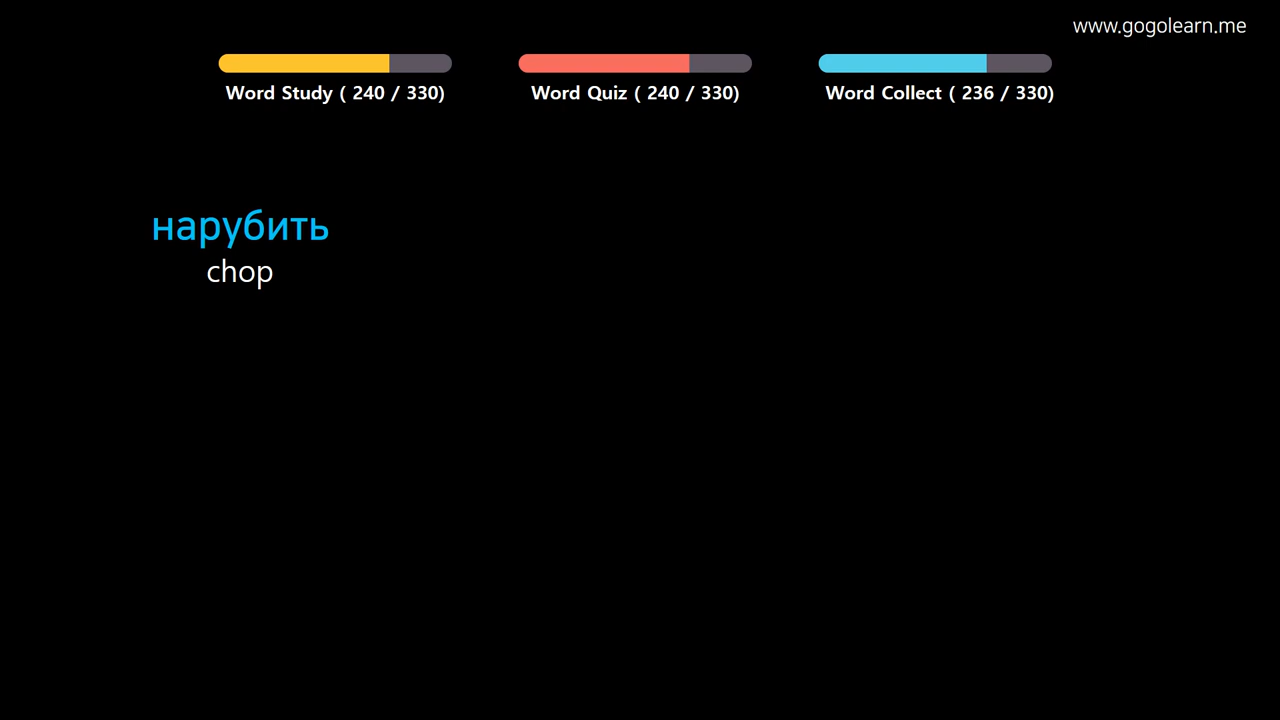 www.gogolearn.me
Word Study ( 240 / 330)
Word Quiz ( 240 / 330)
Word Collect ( 236 / 330)
нарубить
chop